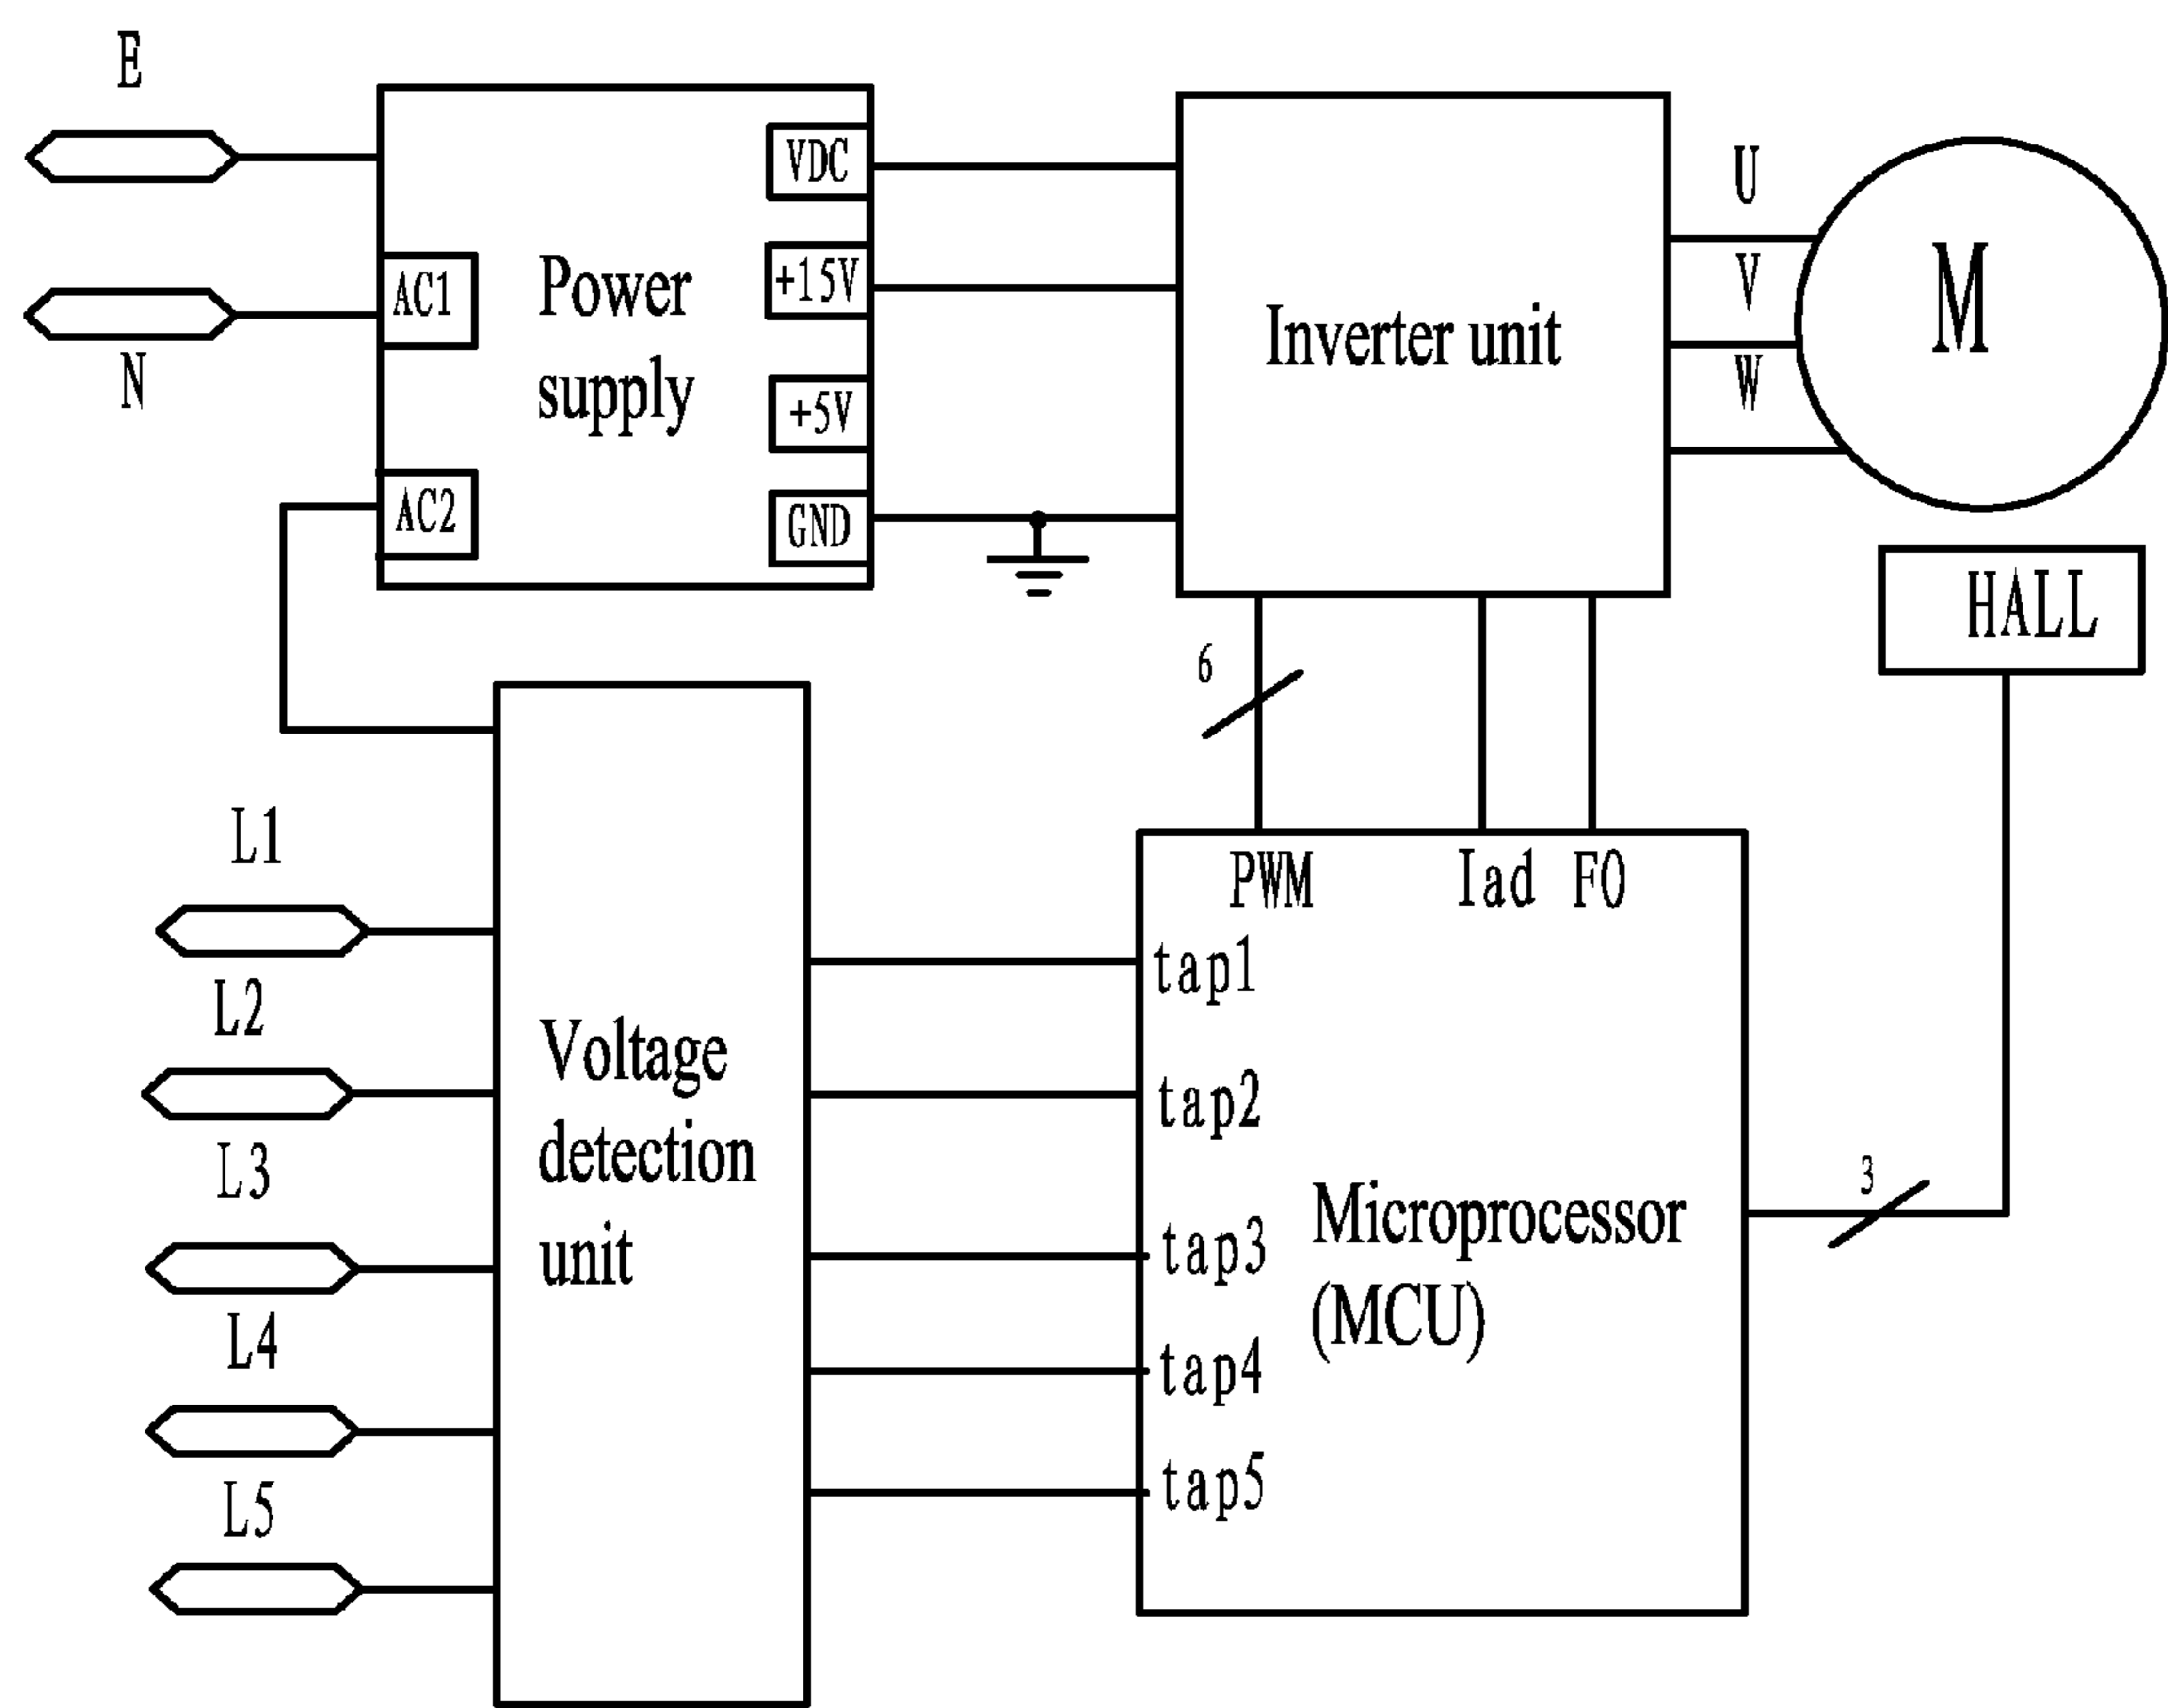 E
N
AC1
AC2
Power
supply
VDC
+15V
+5V
GND
Inverter unit
U
V
W
M
HALL
6
PWM
Iad
FO
L1
L2
L3
L4
L5
Voltage
detection
unit
tap1
tap2
tap3
tap4
tap5
Microprocessor
(MCU)
3